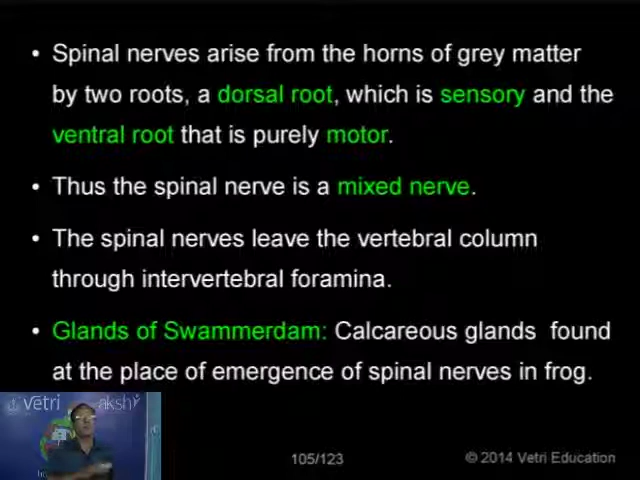 • Spinal nerves arise from the horns of grey matter
by two roots, a dorsal root, which is sensory and the
ventral root that is purely motor.
• Thus the spinal nerve is a mixed nerve.
• The spinal nerves leave the vertebral column
through intervertebral foramina.
• Glands of Swammerdam: Calcareous glands found
at the place of emergence of spinal nerves in frog.
Vetri
105/123
© 2014 Vetri Education